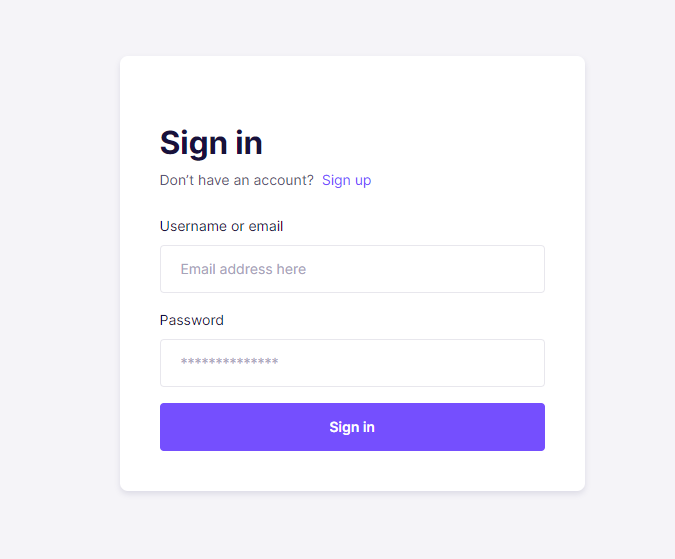 Sign in
Don’t have an account? Sign up
Username or email
Email address here
Password
**************
Sign in